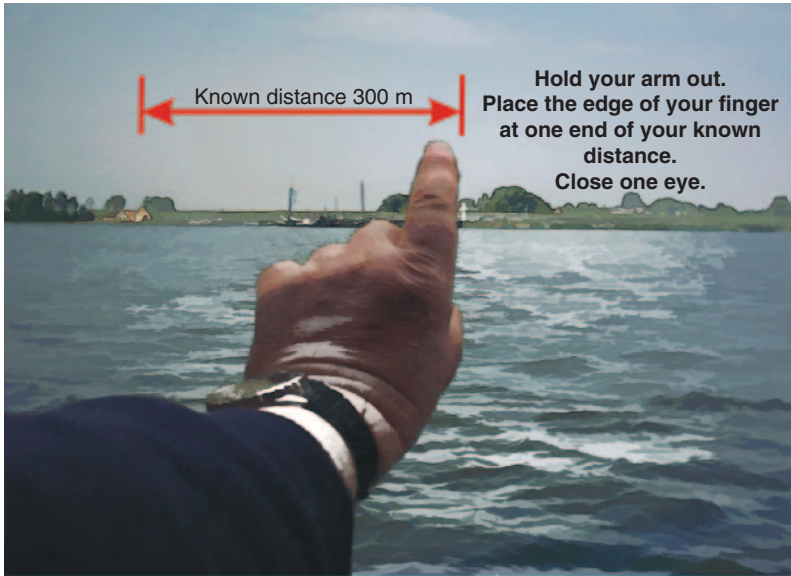 Known distance 300 m
Hold your arm out.
Place the edge of your finger
at one end of your known
distance.
Close one eye.